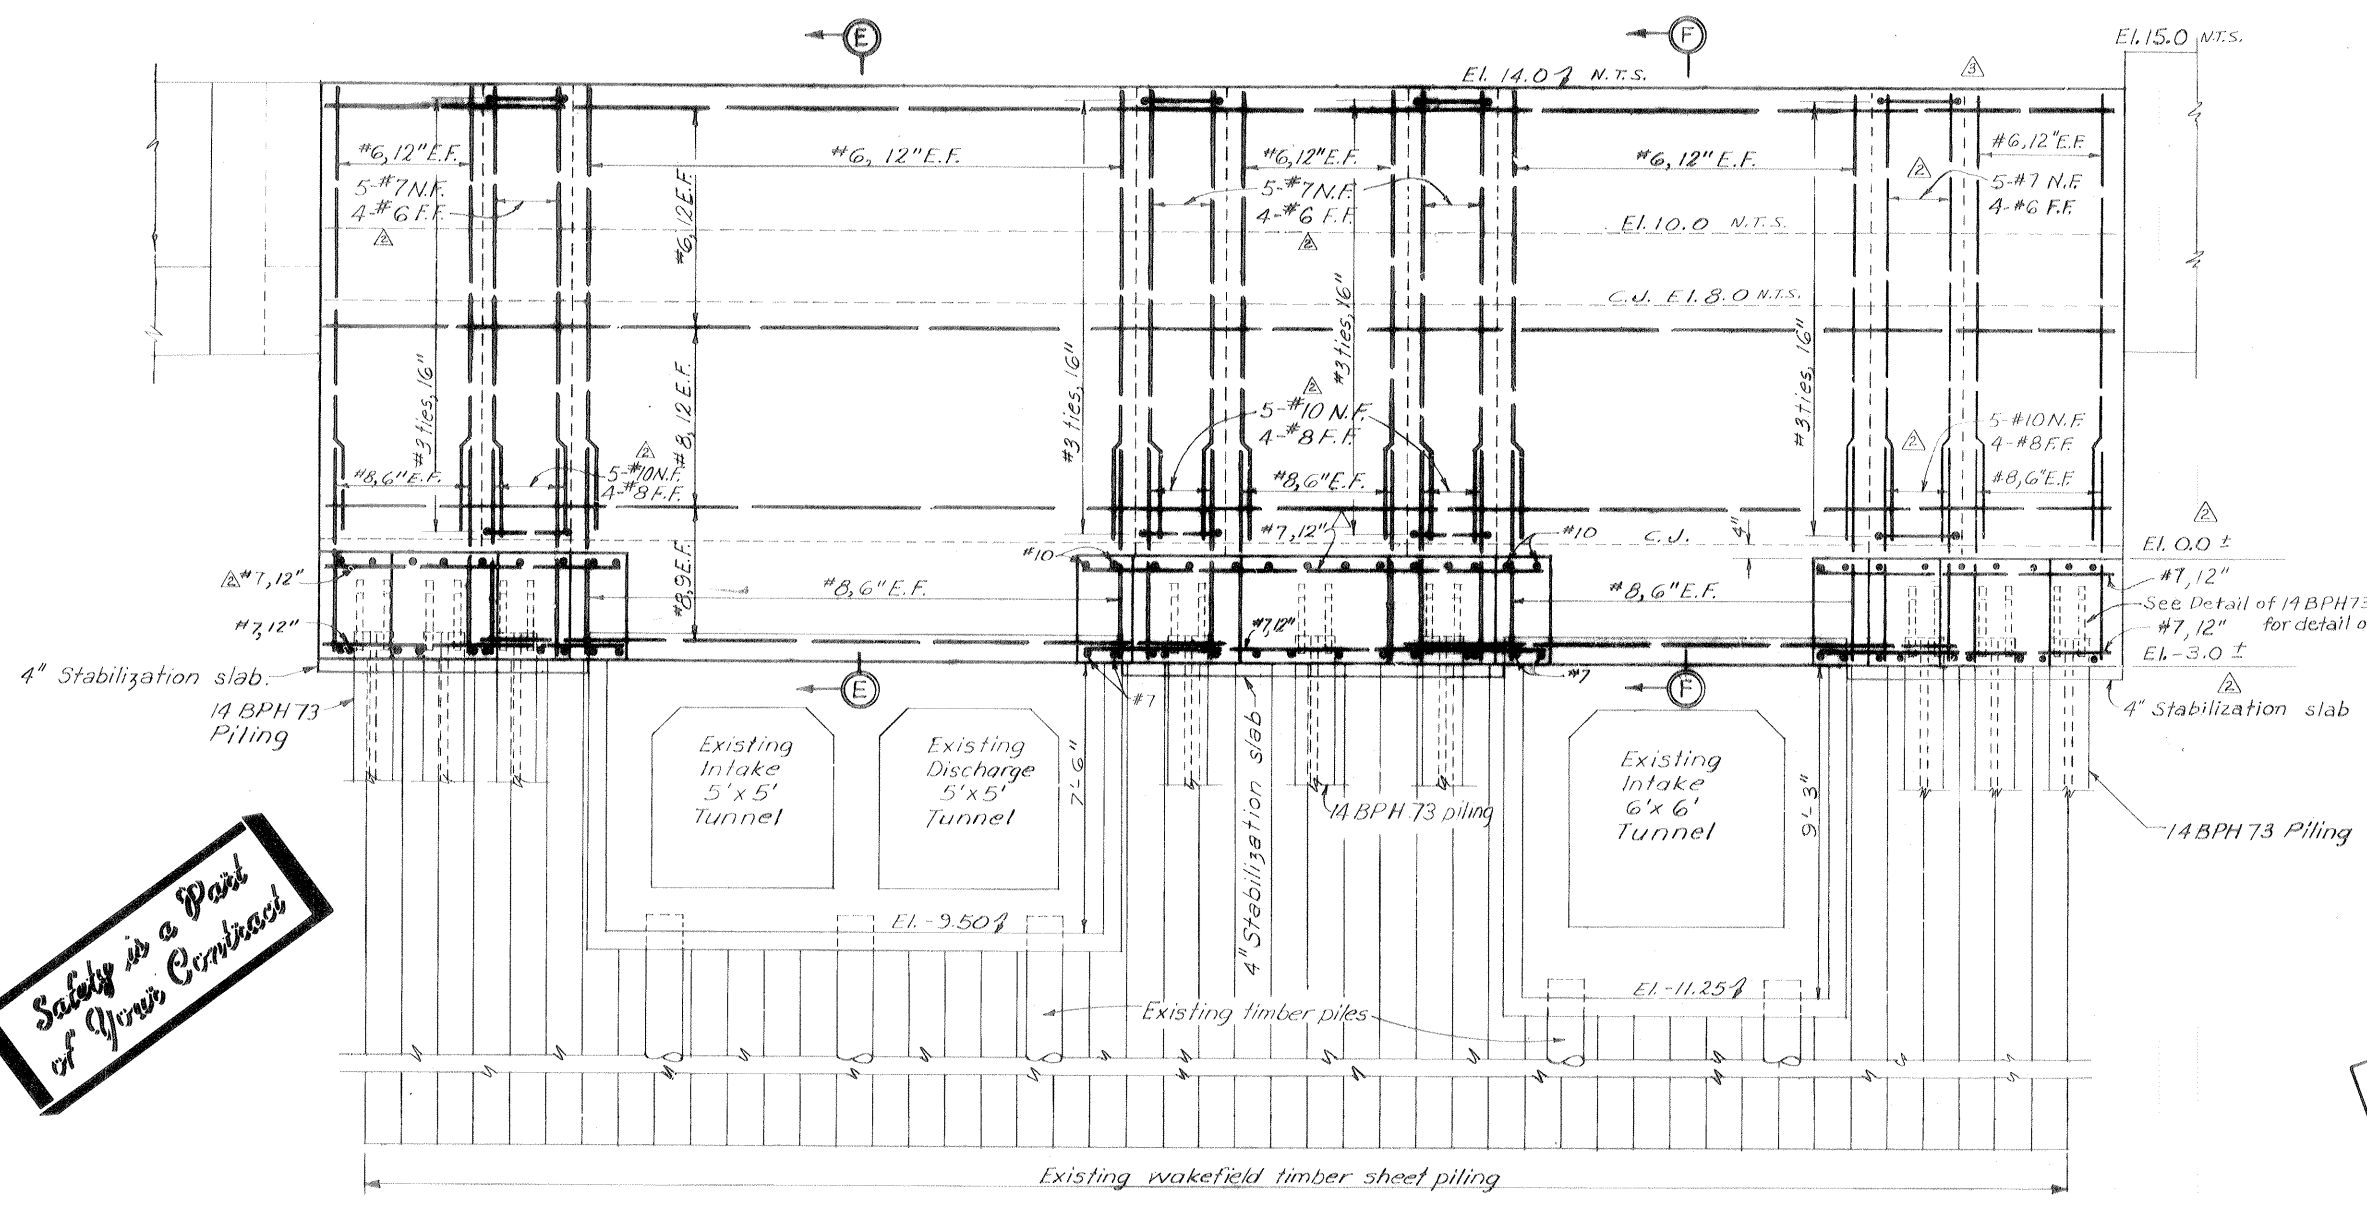 E
F
El. 15.0 N.T.S.
El. 14.0 N.T.S.
3
#6, 12" E.F.
5-#7 N.F.
4-#6 F.F.
2
#6, 12" E.F.
#6, 12 E.F.
#6, 12" E.F.
5-#7 N.F.
4-#6 F.F.
2
#6, 12" E.F.
#6, 12" E.F.
2
5-#7 N.F.
4-#6 F.F.
El. 10.0 N.T.S.
C.J. El. 8.0 N.T.S.
#3 ties, 16"
#8, 12 E.F.
#3 ties, 16"
#3 ties, 16"
#3 ties, 16"
#8, 6" E.F.
2
5-#10 N.F.
4-#8 F.F.
2
5-#10 N.F.
4-#8 F.F.
#8, 6" E.F.
2
5-#10 N.F.
4-#8 F.F.
#8, 6" E.F.
#7, 12"
#10
#10
C.J.
4"
2
El. 0.0 ±
2 #7, 12"
#8, 9 E.F.
#8, 6" E.F.
#8, 6" E.F.
#7, 12"
See Detail of 14 BPH 73
for detail o
#7, 12"
#7, 12"
#7, 12"
El. -3.0 ±
2
4" Stabilization slab.
14 BPH 73
Piling
E
#7
#7
F
4" Stabilization slab
Existing
Intake
5' x 5'
Tunnel
Existing
Discharge
5' x 5'
Tunnel
7'-6"
4" Stabilization slab
14 BPH 73 piling
Existing
Intake
6' x 6'
Tunnel
9'-3"
14 BPH 73 Piling
El. -9.50
El. -11.25
Existing timber piles
Safety is a Part
of Your Contract
Existing wakefield timber sheet piling